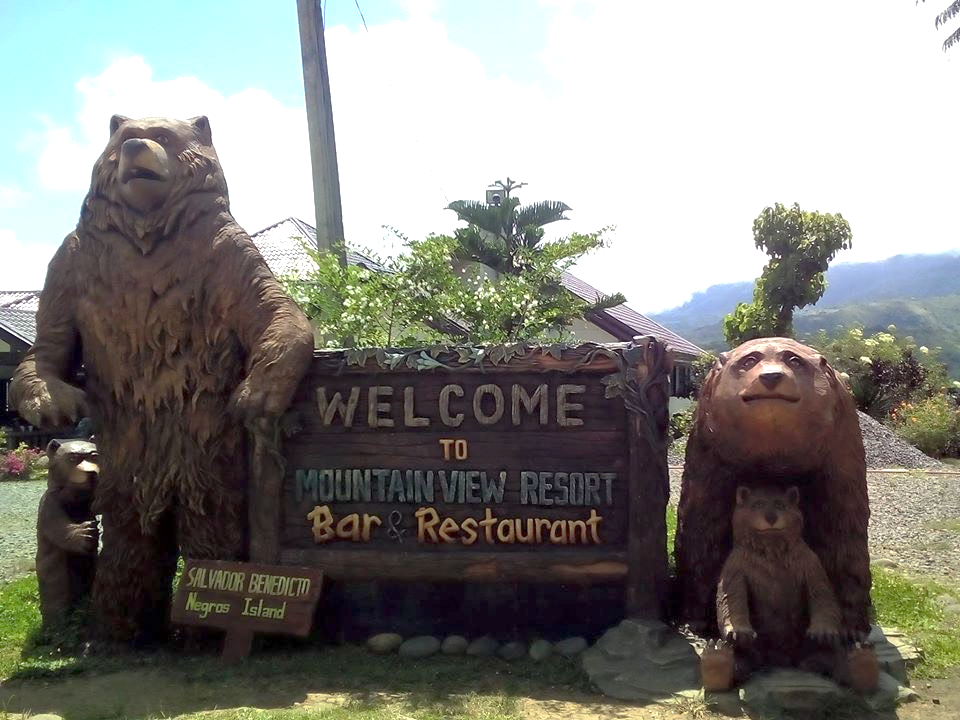 WELCOME
TO
MOUNTAIN VIEW RESORT
Bar & Restaurant
SALVADOR BENEDICTO
Negros Island